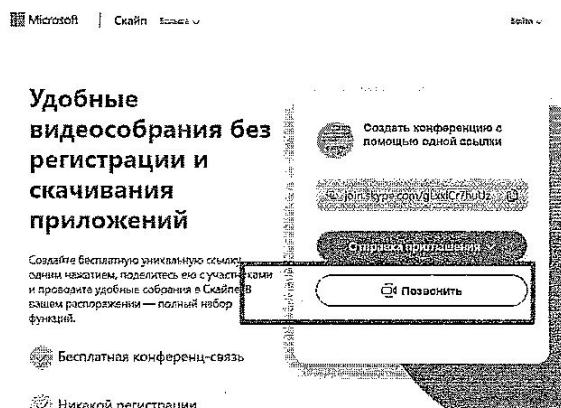 Microsoft | Скайп
Удобные
видеособрания без
регистрации и
скачивания
приложений
Создайте бесплатную уникальную ссылку
одним нажатием, поделитесь ею с участниками
и проводите удобные собрания в Скайпе. В
вашем распоряжении — полный набор
функций.
Бесплатная конференц-связь
Никакой регистрации
Создать конференцию с
помощью одной ссылки
Отправка приглашения
Позвонить